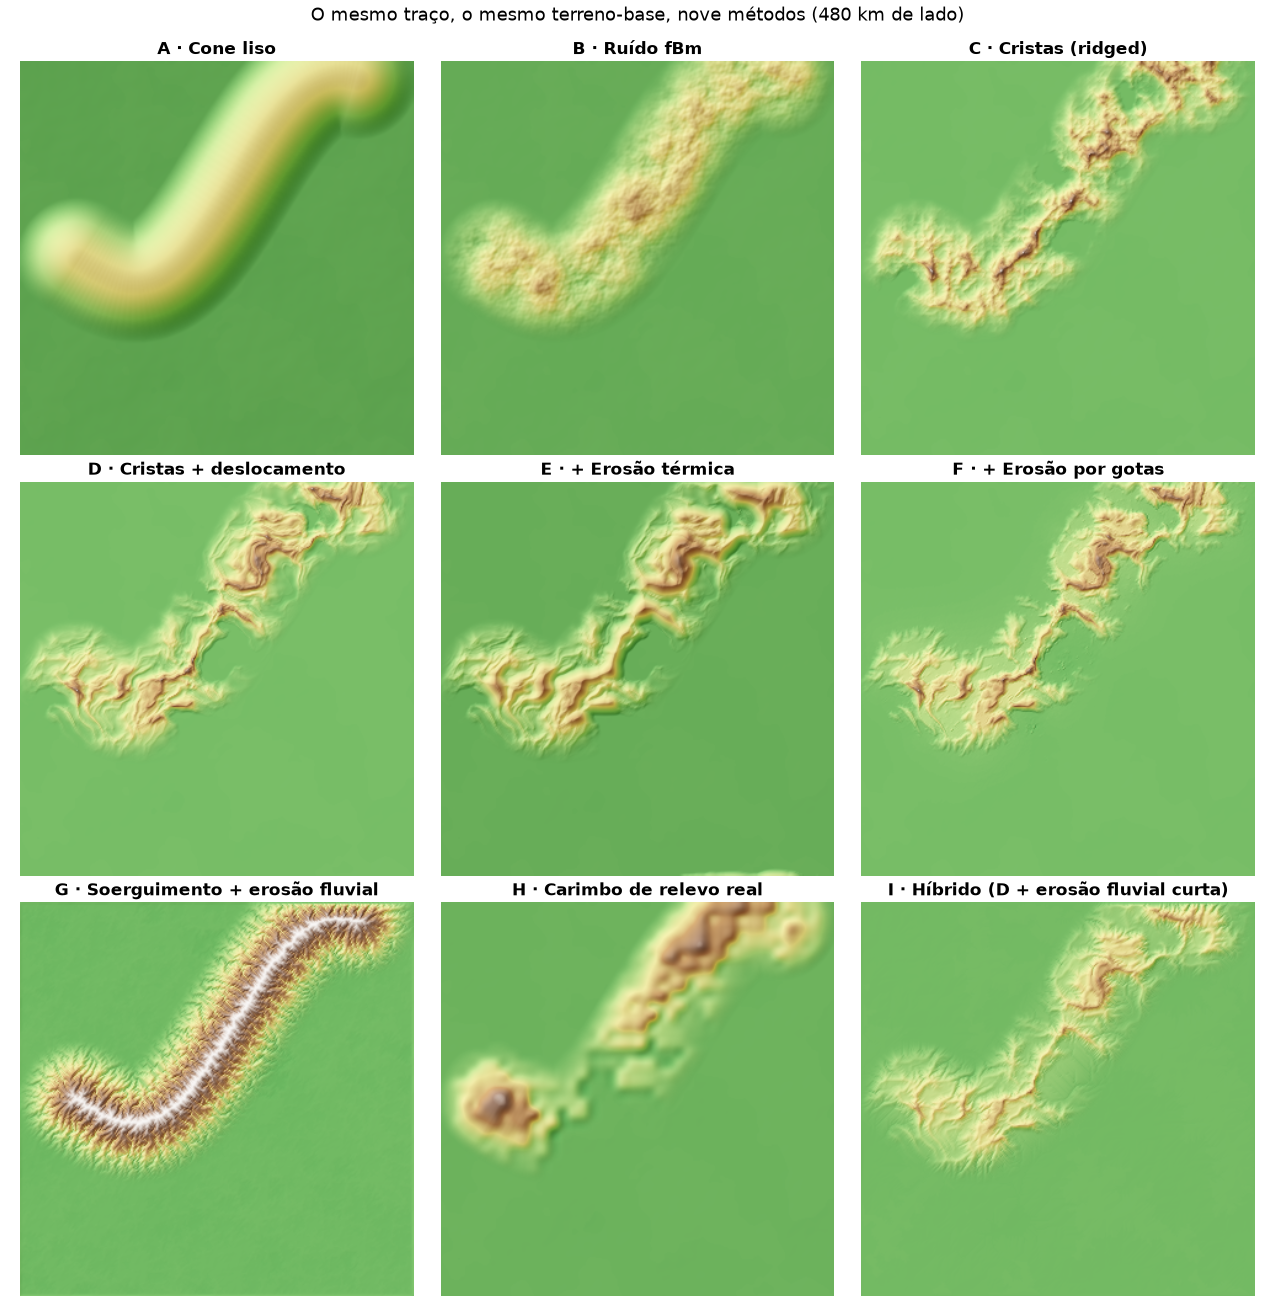 O mesmo traço, o mesmo terreno-base, nove métodos (480 km de lado)
A · Cone liso
B · Ruído fBm
C · Cristas (ridged)
D · Cristas + deslocamento
E · + Erosão térmica
F · + Erosão por gotas
G · Soerguimento + erosão fluvial
H · Carimbo de relevo real
I · Híbrido (D + erosão fluvial curta)